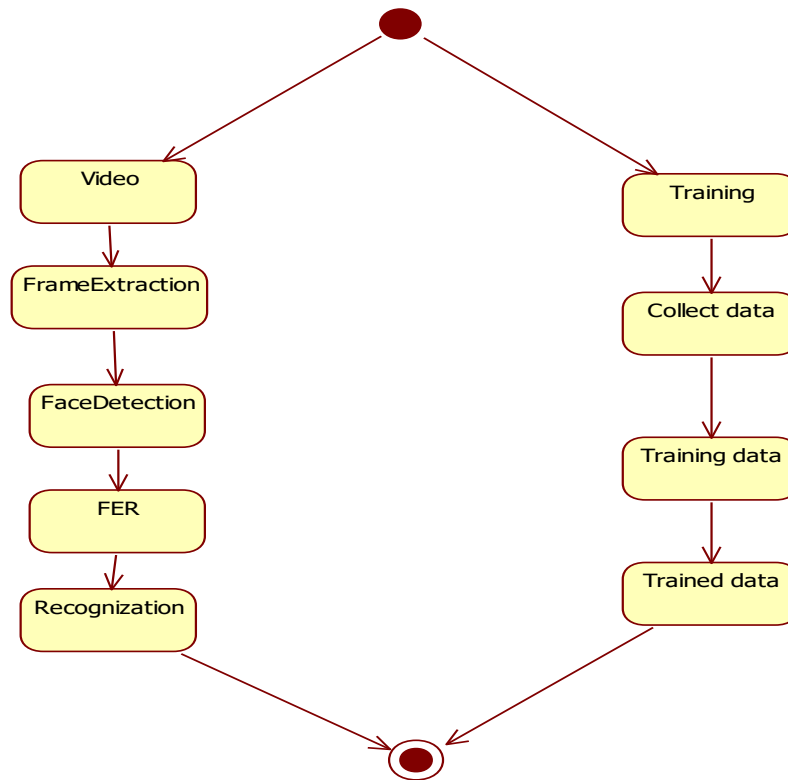 Video
FrameExtraction
FaceDetection
FER
Recognization
Training
Collect data
Training data
Trained data